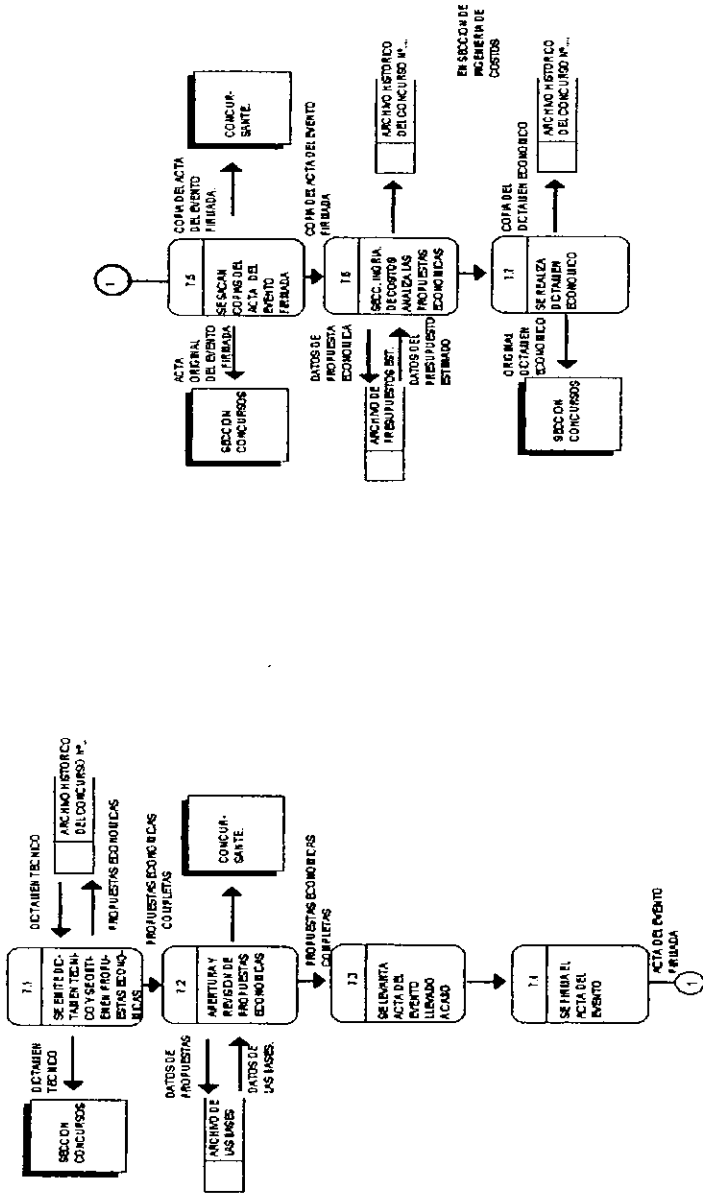 DICTAMEN TECNICO
ARCHIVO HISTORICO
DEL CONCURSO Nº...
PROPUESTAS ECONOMICAS
7.1
SE EMITE DIC-
TAMEN TECNI-
CO Y SE OBTI-
ENEN PROPU-
ESTAS ECONO-
MICAS
DICTAMEN
TECNICO
SECCION
CONCURSOS
PROPUESTAS ECONOMICAS
COMPLETAS
7.2
APERTURA Y
REVISION DE
PROPUESTAS
ECONOMICAS
CONCUR-
SANTE.
DATOS DE
PROPUESTAS
ARCHIVO DE
LAS BASES
DATOS DE
LAS BASES.
PROPUESTAS ECONOMICAS
COMPLETAS
7.3
SE LEVANTA
ACTA DEL
EVENTO
LLEVADO
A CABO
7.4
SE FIRMA EL
ACTA DEL
EVENTO
ACTA DEL EVENTO
FIRMADA
1
1
7.5
SE SACAN
COPIAS DEL
ACTA DEL
EVENTO
FIRMADA
COPIA DEL ACTA
DEL EVENTO
FIRMADA.
CONCUR-
SANTE.
ACTA
ORIGINAL
DEL EVENTO
FIRMADA
SECCION
CONCURSOS
COPIA DEL ACTA DEL EVENTO
FIRMADA
7.6
SECC. INGRIA.
DE COSTOS
ANALIZA LAS
PROPUESTAS
ECONOMICAS
ARCHIVO HISTORICO
DEL CONCURSO Nº...
DATOS DE
PROPUESTA
ECONOMICA
ARCHIVO DE
PRESUPUESTOS EST.
DATOS DEL
PRESUPUESTO
ESTIMADO
EN SECCION DE
INGENIERIA DE
COSTOS
7.7
SE REALIZA
DICTAMEN
ECONOMICO
COPIA DEL
DICTAMEN ECONOMICO
ARCHIVO HISTORICO
DEL CONCURSO Nº...
ORIGINAL
DICTAMEN
ECONOMICO
SECCION
CONCURSOS